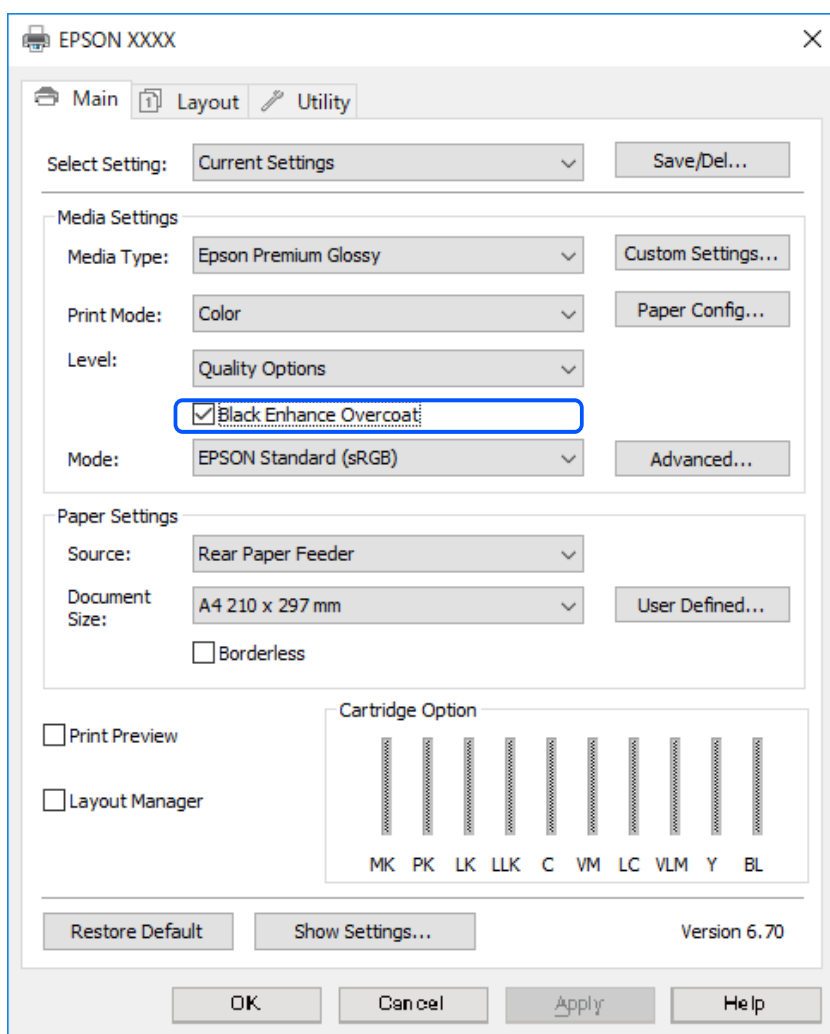 EPSON XXXX
Main
Layout
Utility
Select Setting: Current Settings Save/Del...
Media Settings
Media Type: Epson Premium Glossy Custom Settings...
Print Mode: Color Paper Config...
Level: Quality Options
Black Enhance Overcoat
Mode: EPSON Standard (sRGB) Advanced...
Paper Settings
Source: Rear Paper Feeder
Document
Size: A4 210 x 297 mm User Defined...
Borderless
Cartridge Option
Print Preview
Layout Manager
MK PK LK LLK C VM LC VLM Y BL
Restore Default Show Settings... Version 6.70
OK Cancel Apply Help